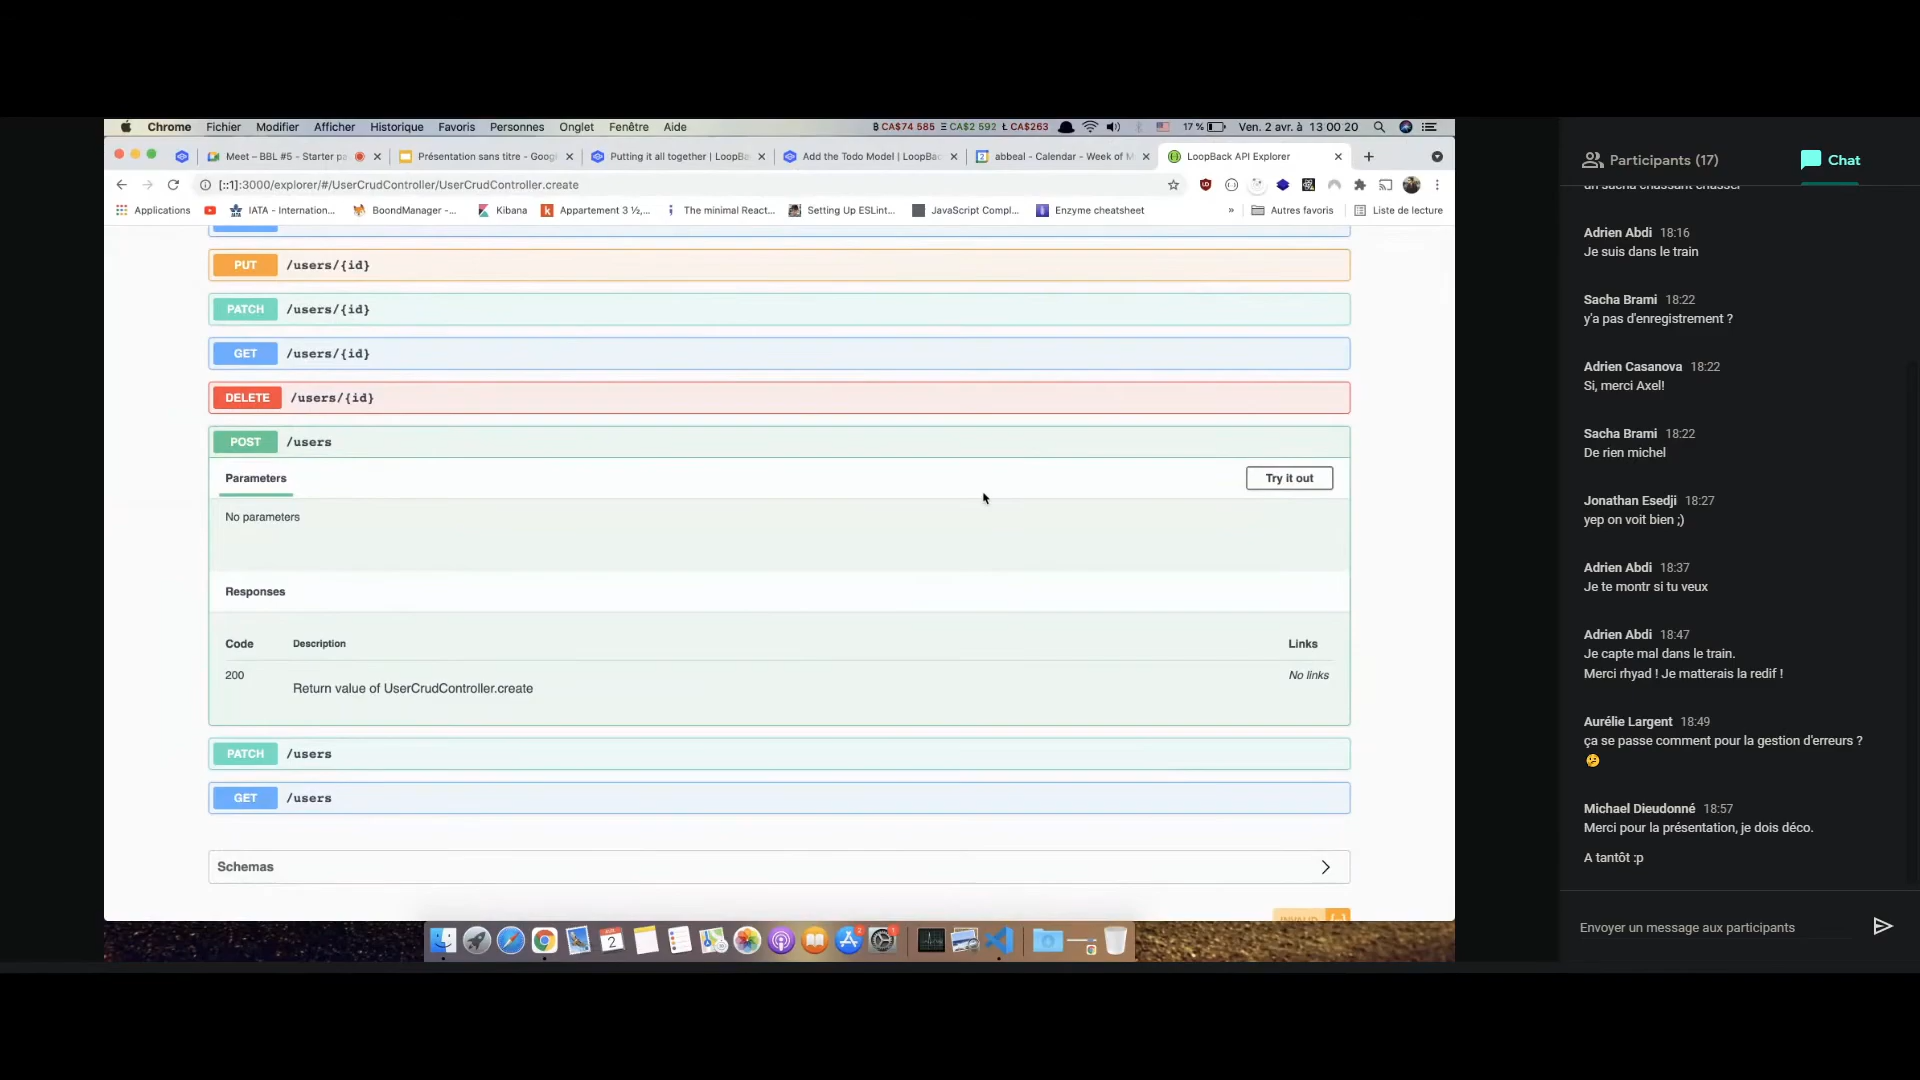 Chrome Fichier Modifier Afficher Historique Favoris Personnes Onglet Fenêtre Aide
CA$74 585 CA$2 592 CA$263 17 % Ven. 2 avr. à 13 00 20
Meet – BBL #5 - Starter pa
Présentation sans titre - Goog
Putting it all together | LoopBa
Add the Todo Model | LoopBac
abbeal - Calendar - Week of M
LoopBack API Explorer
[::1]:3000/explorer/#/UserCrudController/UserCrudController.create
Applications
IATA - Internation...
BoondManager -...
Kibana
Appartement 3 ½,...
The minimal React...
Setting Up ESLint...
JavaScript Compl...
Enzyme cheatsheet
»
Autres favoris
Liste de lecture
PUT /users/{id}
PATCH /users/{id}
GET /users/{id}
DELETE /users/{id}
POST /users
Parameters
Try it out
No parameters
Responses
Code Description Links
200 No links
Return value of UserCrudController.create
PATCH /users
GET /users
Schemas
Participants (17)
Chat
Adrien Abdi 18:16
Je suis dans le train
Sacha Brami 18:22
y'a pas d'enregistrement ?
Adrien Casanova 18:22
Si, merci Axel!
Sacha Brami 18:22
De rien michel
Jonathan Esedji 18:27
yep on voit bien ;)
Adrien Abdi 18:37
Je te montr si tu veux
Adrien Abdi 18:47
Je capte mal dans le train.
Merci rhyad ! Je matterais la redif !
Aurélie Largent 18:49
ça se passe comment pour la gestion d'erreurs ?
🤔
Michael Dieudonné 18:57
Merci pour la présentation, je dois déco.
A tantôt :p
Envoyer un message aux participants